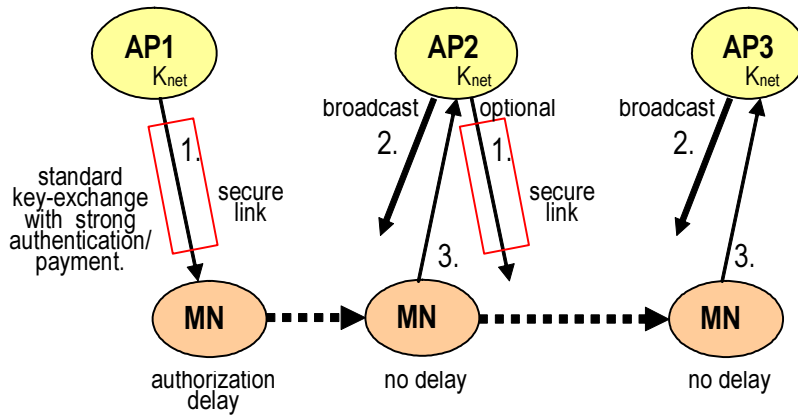 AP1
Knet
AP2
Knet
AP3
Knet
broadcast
optional
broadcast
1.
2.
1.
2.
standard
key-exchange
with strong
authentication/
payment.
secure
link
secure
link
3.
3.
MN
MN
MN
authorization
delay
no delay
no delay